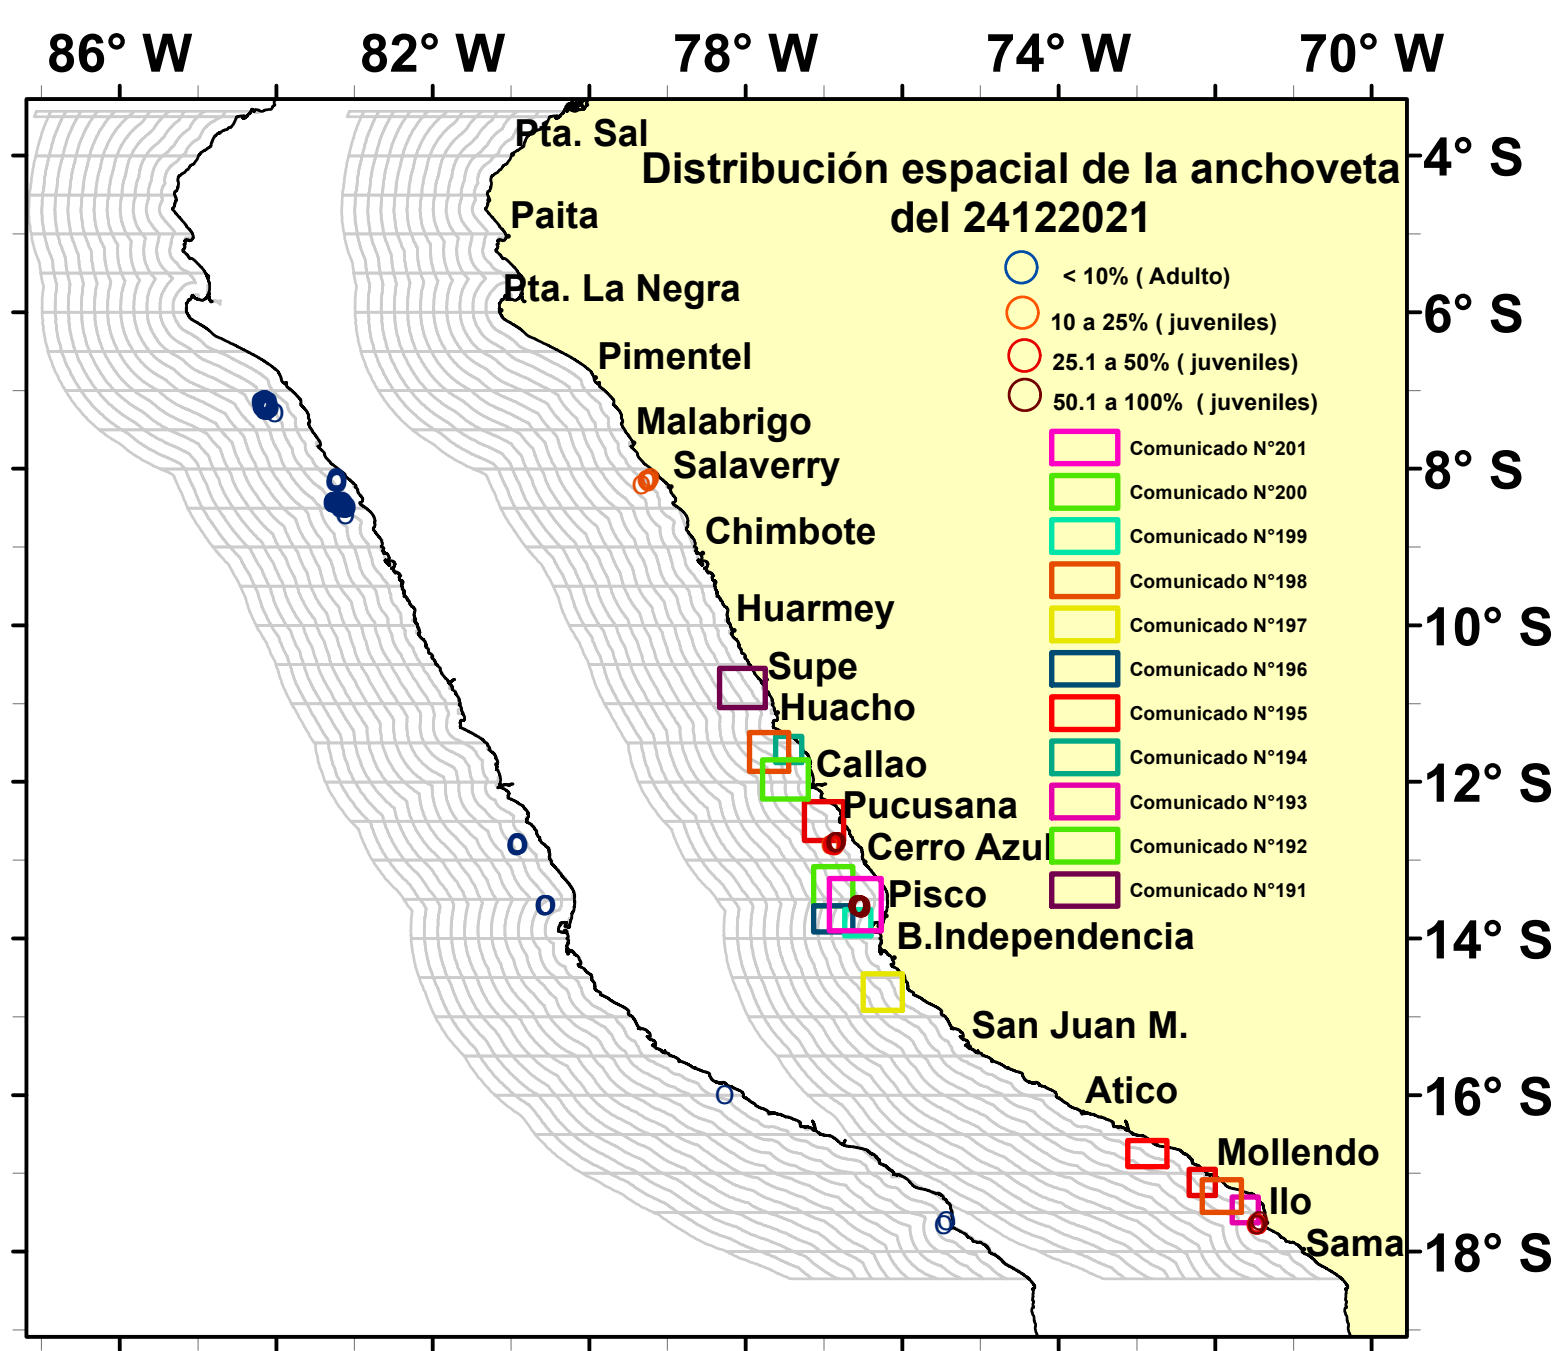 86° W 82° W 78° W 74° W 70° W
Pta. Sal
4° S
Distribución espacial de la anchoveta
del 24122021
Paita
< 10% ( Adulto)
Pta. La Negra
6° S
10 a 25% ( juveniles)
Pimentel
25.1 a 50% ( juveniles)
50.1 a 100% ( juveniles)
Malabrigo
Comunicado N°201
Salaverry
8° S
Comunicado N°200
Chimbote
Comunicado N°199
Comunicado N°198
Huarmey
Comunicado N°197
10° S
Supe
Comunicado N°196
Huacho
Comunicado N°195
Callao
Comunicado N°194
12° S
Pucusana
Comunicado N°193
Cerro Azul
Comunicado N°192
Pisco
Comunicado N°191
B.Independencia
14° S
San Juan M.
Atico
16° S
Mollendo
Ilo
Sama
18° S